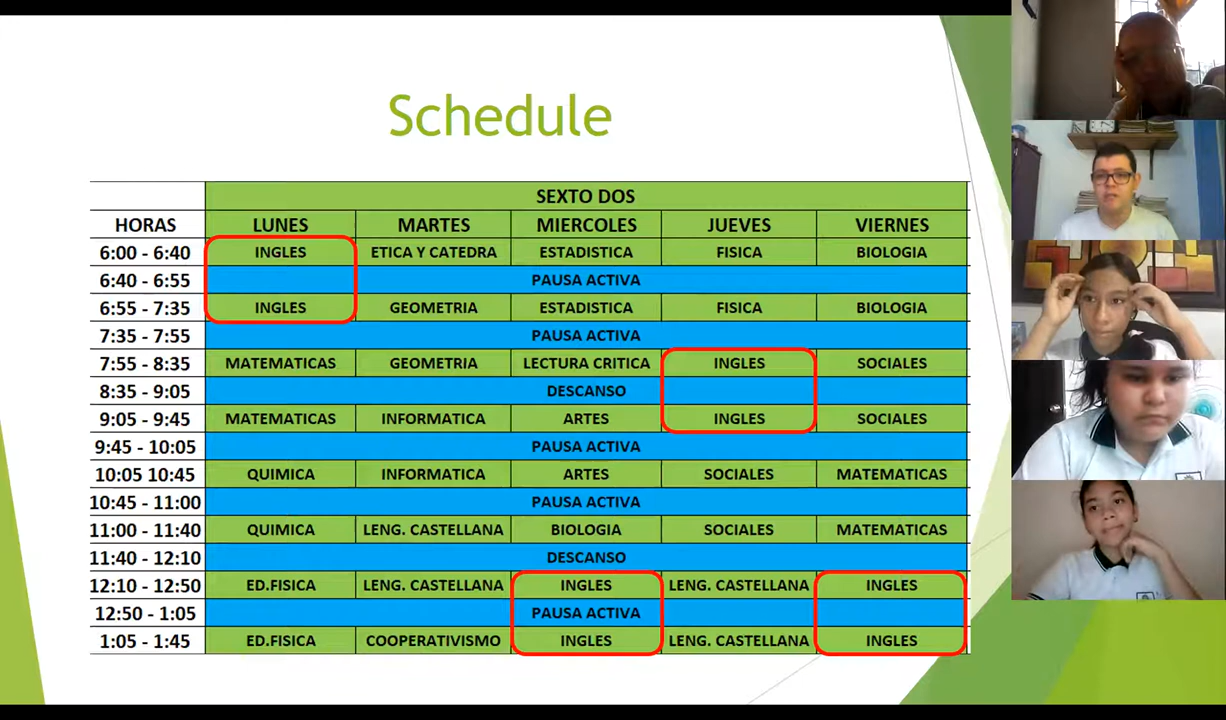 Schedule
SEXTO DOS
HORAS LUNES MARTES MIERCOLES JUEVES VIERNES
6:00 - 6:40 INGLES ETICA Y CATEDRA ESTADISTICA FISICA BIOLOGIA
6:40 - 6:55 PAUSA ACTIVA
6:55 - 7:35 INGLES GEOMETRIA ESTADISTICA FISICA BIOLOGIA
7:35 - 7:55 PAUSA ACTIVA
7:55 - 8:35 MATEMATICAS GEOMETRIA LECTURA CRITICA INGLES SOCIALES
8:35 - 9:05 DESCANSO
9:05 - 9:45 MATEMATICAS INFORMATICA ARTES INGLES SOCIALES
9:45 - 10:05 PAUSA ACTIVA
10:05 10:45 QUIMICA INFORMATICA ARTES SOCIALES MATEMATICAS
10:45 - 11:00 PAUSA ACTIVA
11:00 - 11:40 QUIMICA LENG. CASTELLANA BIOLOGIA SOCIALES MATEMATICAS
11:40 - 12:10 DESCANSO
12:10 - 12:50 ED.FISICA LENG. CASTELLANA INGLES LENG. CASTELLANA INGLES
12:50 - 1:05 PAUSA ACTIVA
1:05 - 1:45 ED.FISICA COOPERATIVISMO INGLES LENG. CASTELLANA INGLES